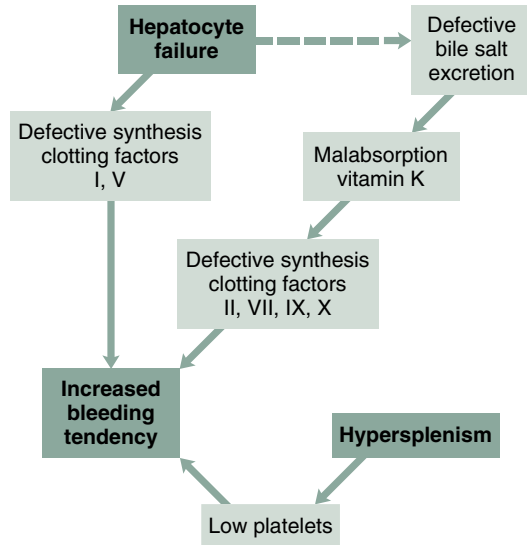 Hepatocyte
failure
Defective
bile salt
excretion
Defective synthesis
clotting factors
I, V
Malabsorption
vitamin K
Defective synthesis
clotting factors
II, VII, IX, X
Increased
bleeding
tendency
Hypersplenism
Low platelets